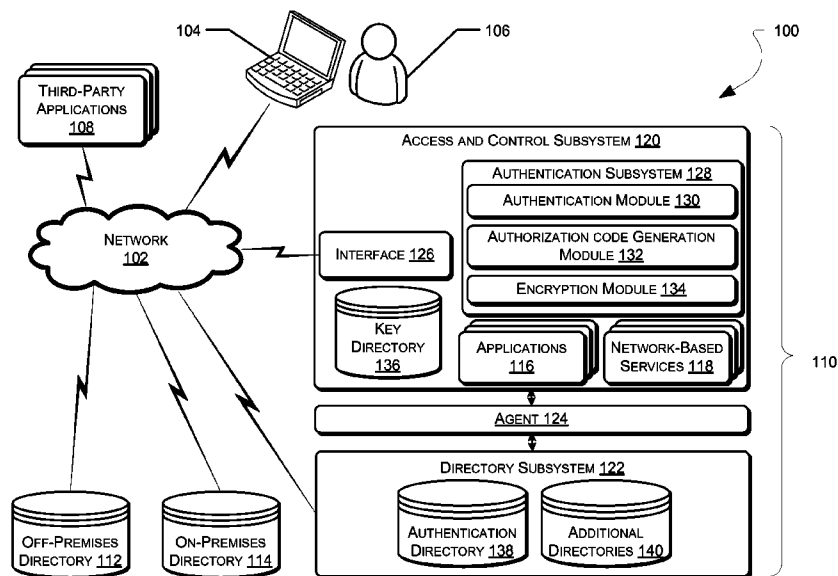 104
106
100
THIRD-PARTY
APPLICATIONS
108
ACCESS AND CONTROL SUBSYSTEM 120
AUTHENTICATION SUBSYSTEM 128
AUTHENTICATION MODULE 130
AUTHORIZATION CODE GENERATION
MODULE 132
ENCRYPTION MODULE 134
NETWORK
102
INTERFACE 126
KEY
DIRECTORY
136
APPLICATIONS
116
NETWORK-BASED
SERVICES 118
110
AGENT 124
DIRECTORY SUBSYSTEM 122
AUTHENTICATION
DIRECTORY 138
ADDITIONAL
DIRECTORIES 140
OFF-PREMISES
DIRECTORY 112
ON-PREMISES
DIRECTORY 114